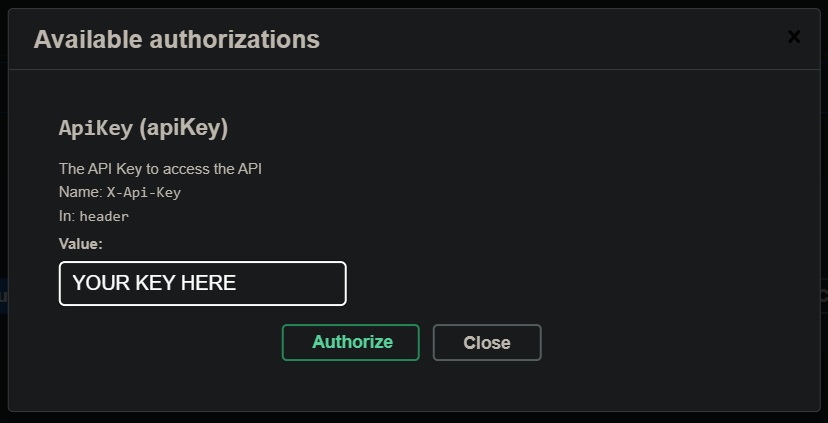 Available authorizations
×
ApiKey (apiKey)
The API Key to access the API
Name: X-Api-Key
In: header
Value:
YOUR KEY HERE
Authorize Close